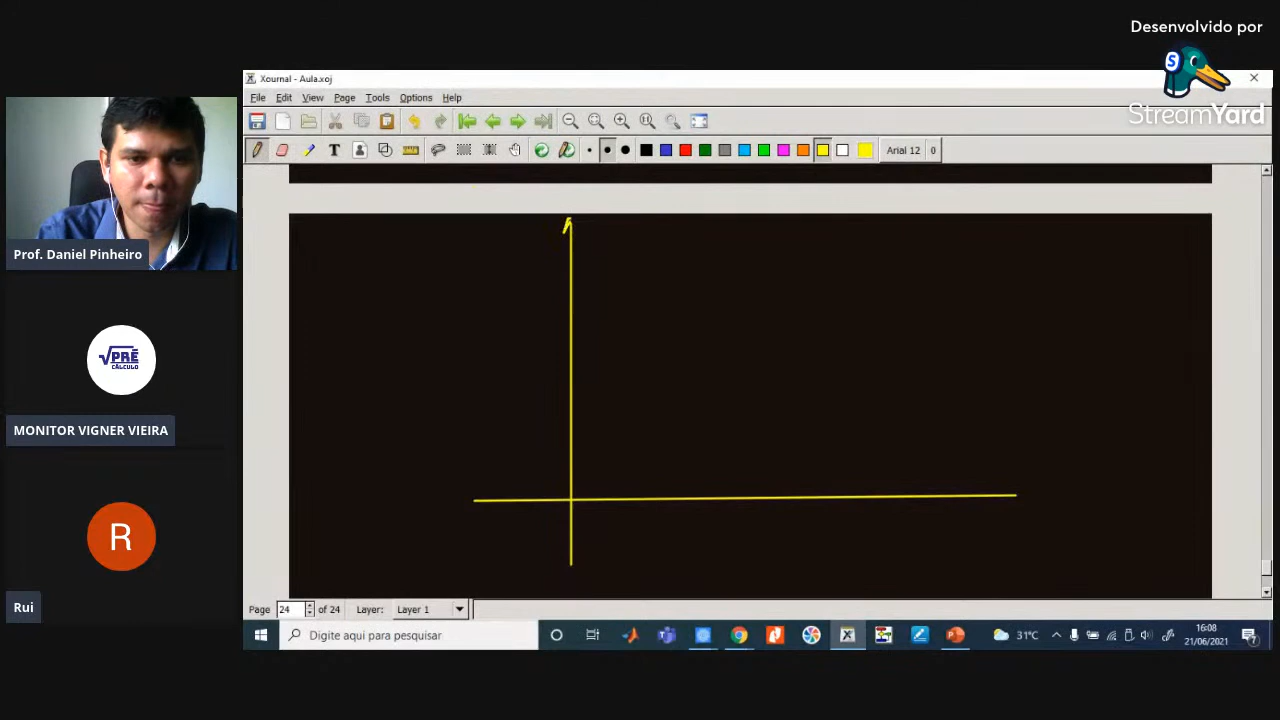 Desenvolvido por
S
StreamYard
Xournal - Aula.xoj
File Edit View Page Tools Options Help
T
Arial 12
Prof. Daniel Pinheiro
√PRÉ
CÁLCULO
MONITOR VIGNER VIEIRA
R
Rui
Page 24 of 24 Layer: Layer 1
Digite aqui para pesquisar
31°C
16:08
21/06/2021
7